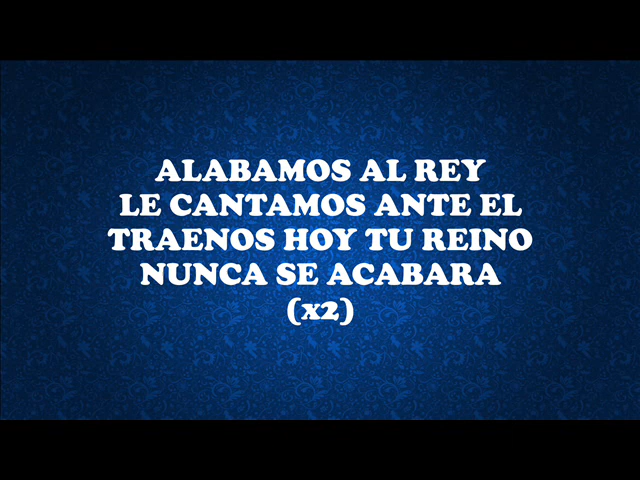 ALABAMOS AL REY
LE CANTAMOS ANTE EL
TRAENOS HOY TU REINO
NUNCA SE ACABARA
(x2)